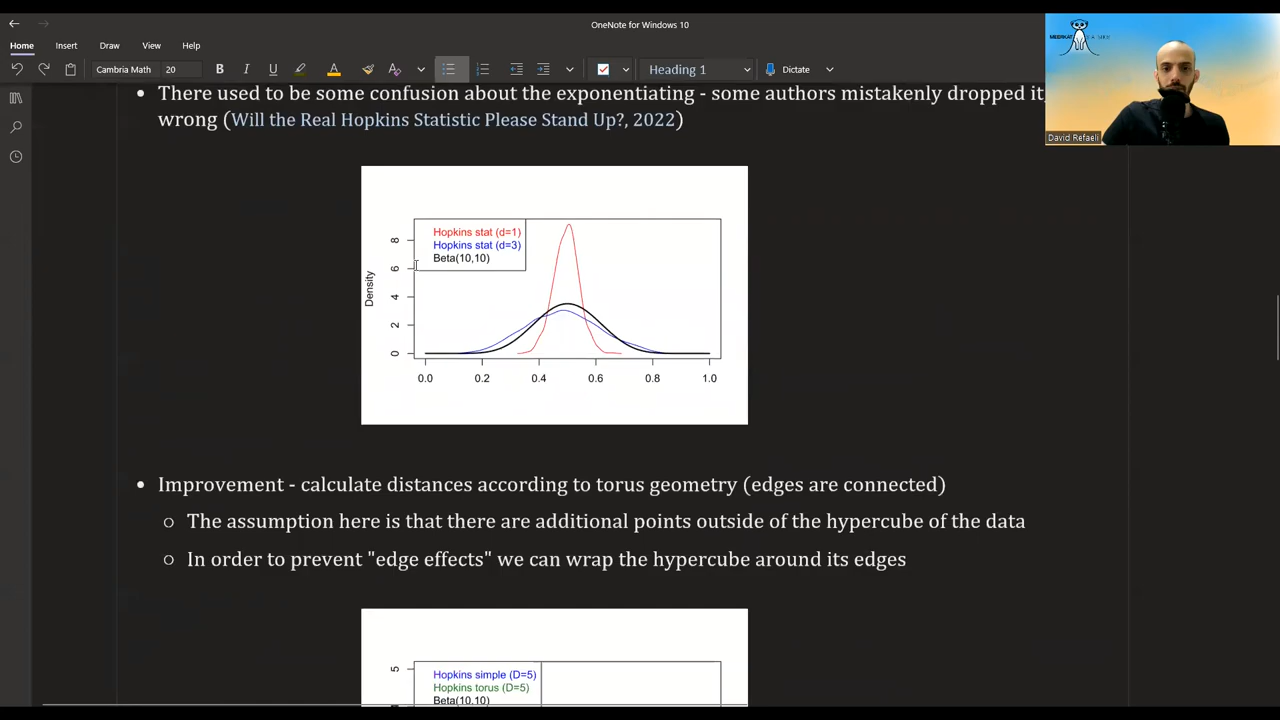 OneNote for Windows 10
Home Insert Draw View Help
Cambria Math 20 B I U A Heading 1 Dictate
MEERKAT
David Refaeli
• There used to be some confusion about the exponentiating - some authors mistakenly dropped it,
wrong (Will the Real Hopkins Statistic Please Stand Up?, 2022)
Hopkins stat (d=1)
Hopkins stat (d=3)
Beta(10,10)
Density
8
6
4
2
0
0.0 0.2 0.4 0.6 0.8 1.0
• Improvement - calculate distances according to torus geometry (edges are connected)
○ The assumption here is that there are additional points outside of the hypercube of the data
○ In order to prevent "edge effects" we can wrap the hypercube around its edges
Hopkins simple (D=5)
Hopkins torus (D=5)
Beta(10,10)
5